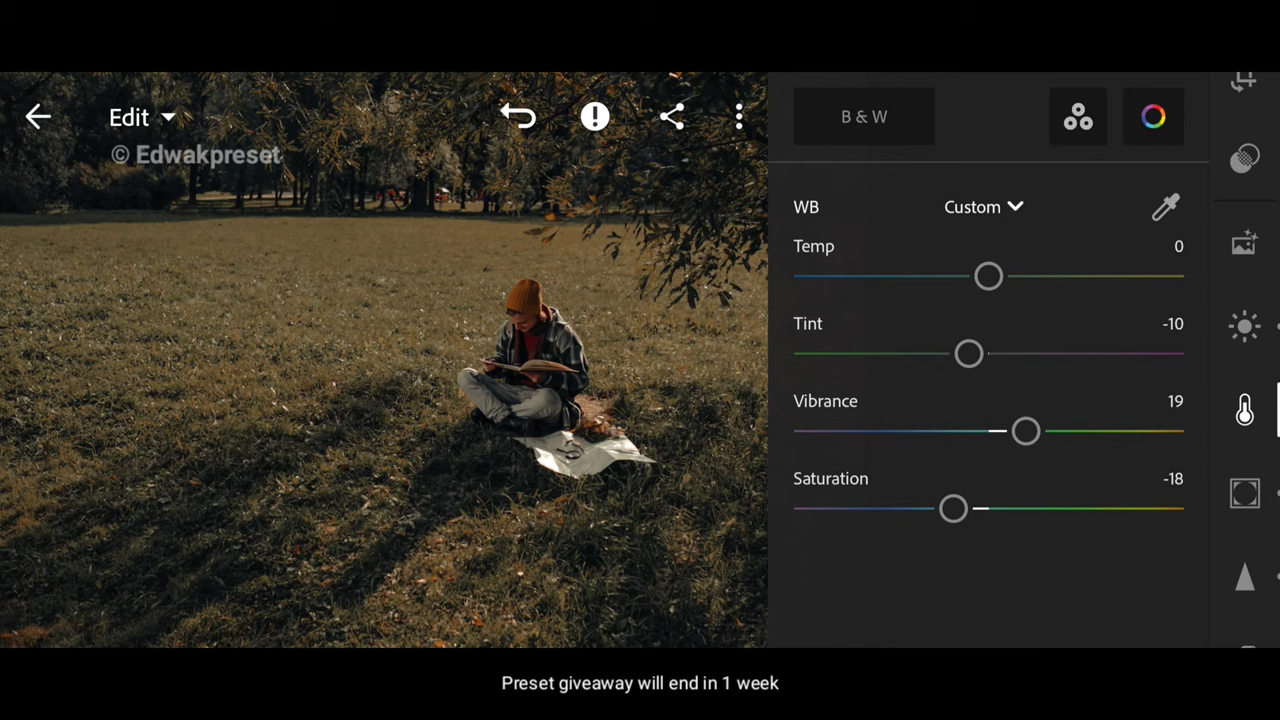 Edit
© Edwakpreset
B & W
WB Custom
Temp 0
Tint -10
Vibrance 19
Saturation -18
Preset giveaway will end in 1 week